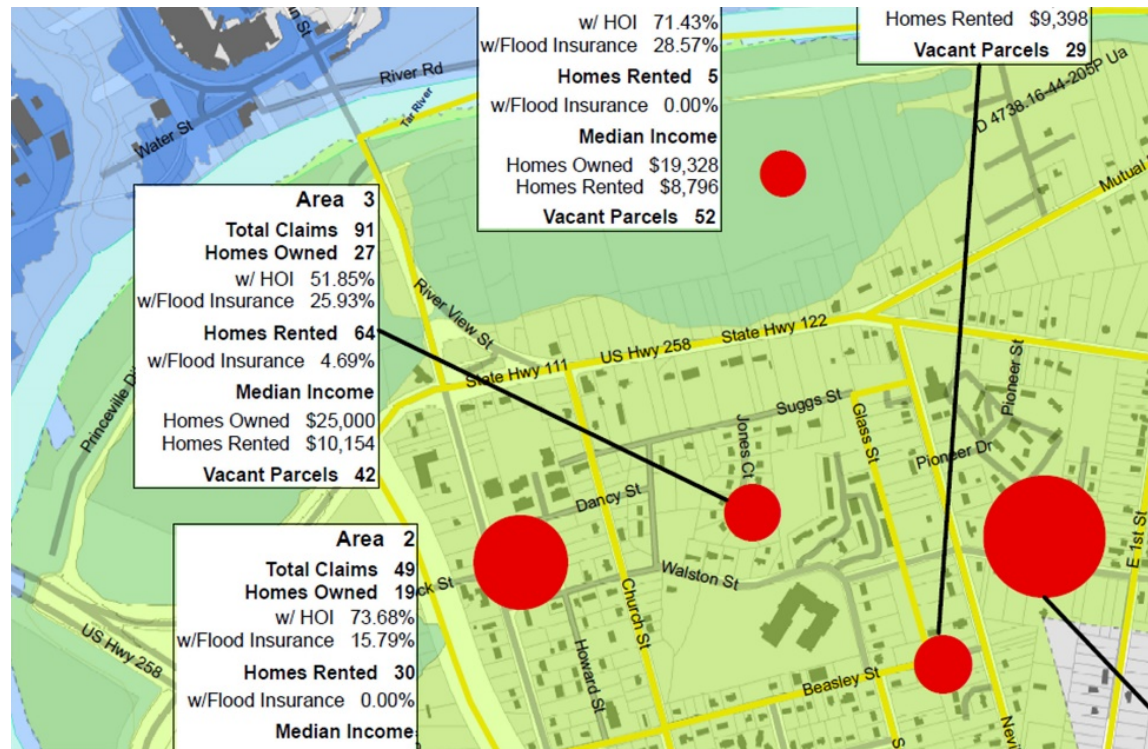 w/ HOI 71.43%
w/Flood Insurance 28.57%
Homes Rented 5
w/Flood Insurance 0.00%
Median Income
Homes Owned $19,328
Homes Rented $8,796
Vacant Parcels 52
Homes Rented $9,398
Vacant Parcels 29
River Rd
Tar River
Water St
D 4738.16-44-205P Ua
Mutual
Area 3
Total Claims 91
Homes Owned 27
w/ HOI 51.85%
w/Flood Insurance 25.93%
Homes Rented 64
w/Flood Insurance 4.69%
Median Income
Homes Owned $25,000
Homes Rented $10,154
Vacant Parcels 42
River View St
State Hwy 111
US Hwy 258
State Hwy 122
Princeville Di
Suggs St
Jones Ct
Glass St
Pioneer St
Pioneer Dr
Dancy St
E 1st St
Area 2
Total Claims 49
Homes Owned 19
w/ HOI 73.68%
w/Flood Insurance 15.79%
Homes Rented 30
w/Flood Insurance 0.00%
Median Income
ck St
Walston St
Church St
Howard St
Beasley St
US Hwy 258
Nevi
S